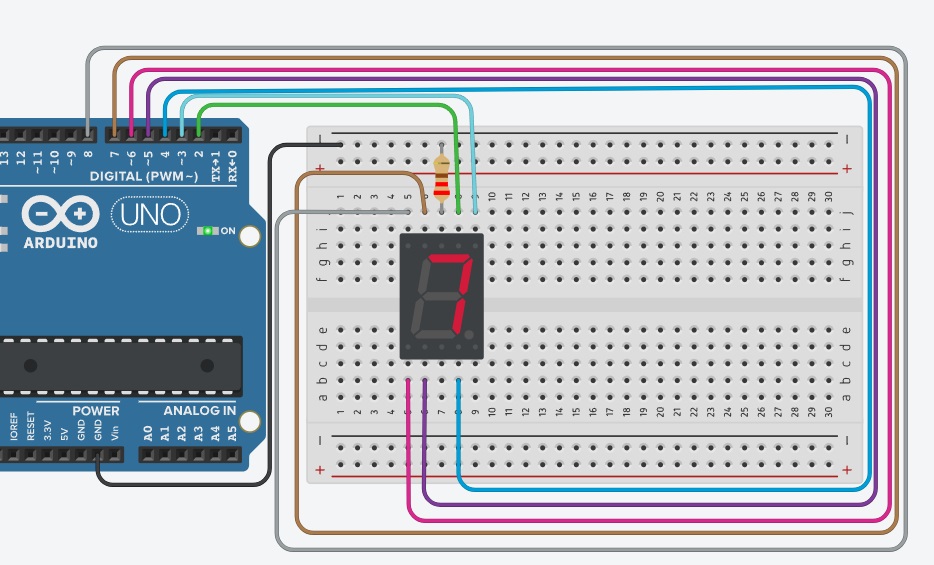 13 12 ~11 ~10 ~9 8 7 ~6 ~5 4 ~3 2 TX→1 RX←0
DIGITAL (PWM~)
UNO
ARDUINO
ON
POWER
ANALOG IN
IOREF RESET 3.3V 5V GND GND Vin A0 A1 A2 A3 A4 A5
− −
+ +
1 2 3 4 5 6 7 8 9 10 11 12 13 14 15 16 17 18 19 20 21 22 23 24 25 26 27 28 29 30
j j
i i
h h
g g
f f
7
e e
d d
c c
b b
a a
1 2 3 4 5 6 7 8 9 10 11 12 13 14 15 16 17 18 19 20 21 22 23 24 25 26 27 28 29 30
− −
+ +